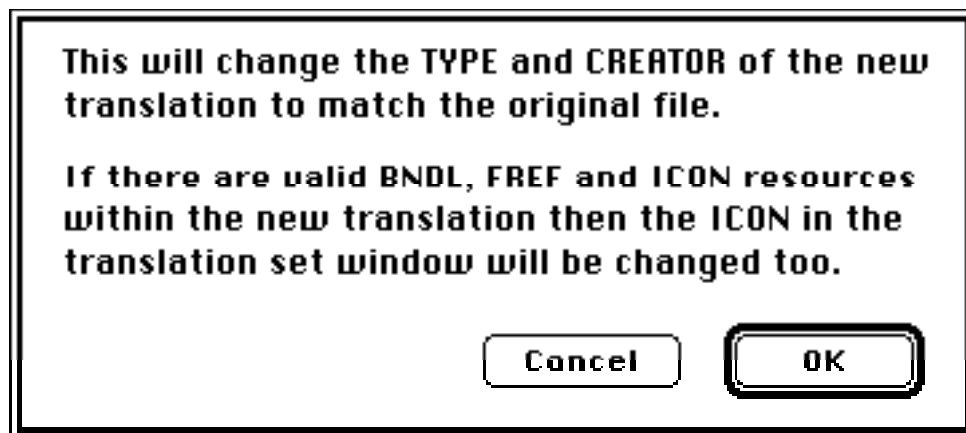 This will change the TYPE and CREATOR of the new
translation to match the original file.
If there are valid BNDL, FREF and ICON resources
within the new translation then the ICON in the
translation set window will be changed too.
Cancel
OK